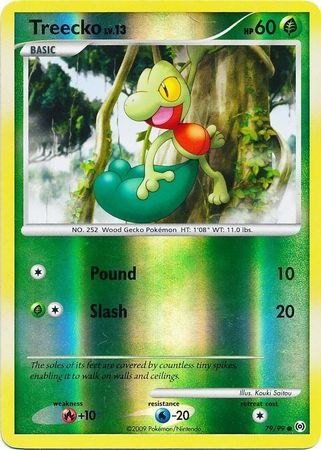 Treecko LV.13 HP 60
BASIC
NO. 252 Wood Gecko Pokémon HT: 1'08" WT: 11.0 lbs.
Pound 10
Slash 20
The soles of its feet are covered by countless tiny spikes,
enabling it to walk on walls and ceilings.
Illus. Kouki Saitou
weakness resistance retreat cost
+10 -20
©2009 Pokémon/Nintendo 79/99